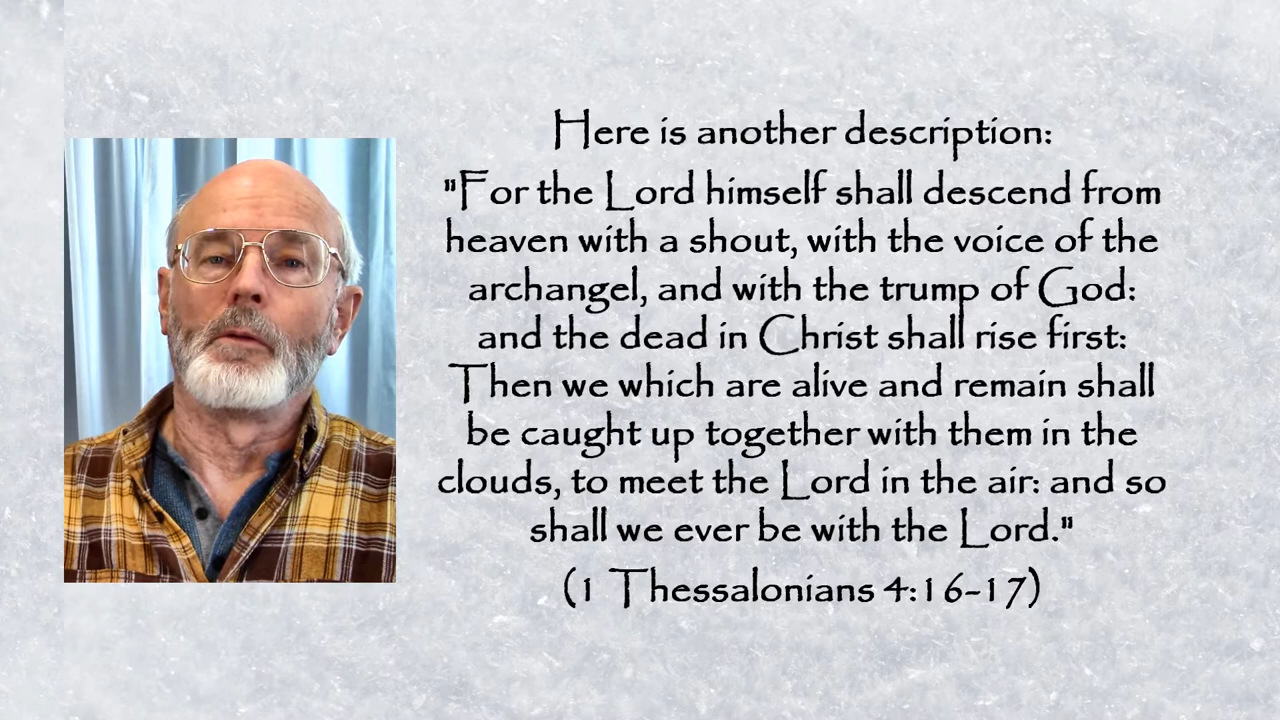 Here is another description:
"For the Lord himself shall descend from
heaven with a shout, with the voice of the
archangel, and with the trump of God:
and the dead in Christ shall rise first:
Then we which are alive and remain shall
be caught up together with them in the
clouds, to meet the Lord in the air: and so
shall we ever be with the Lord."
(1 Thessalonians 4:16-17)